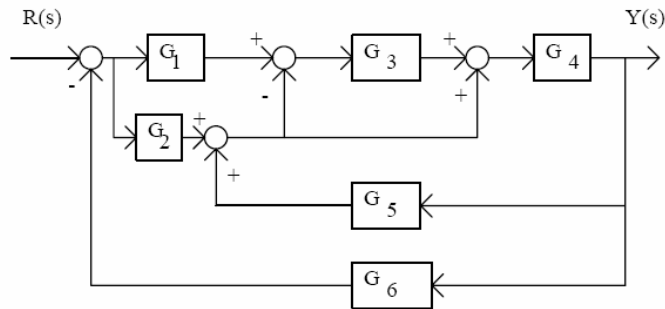 R(s) Y(s)
G1 + G3 + G4
- - +
G2 +
+
G5
G6